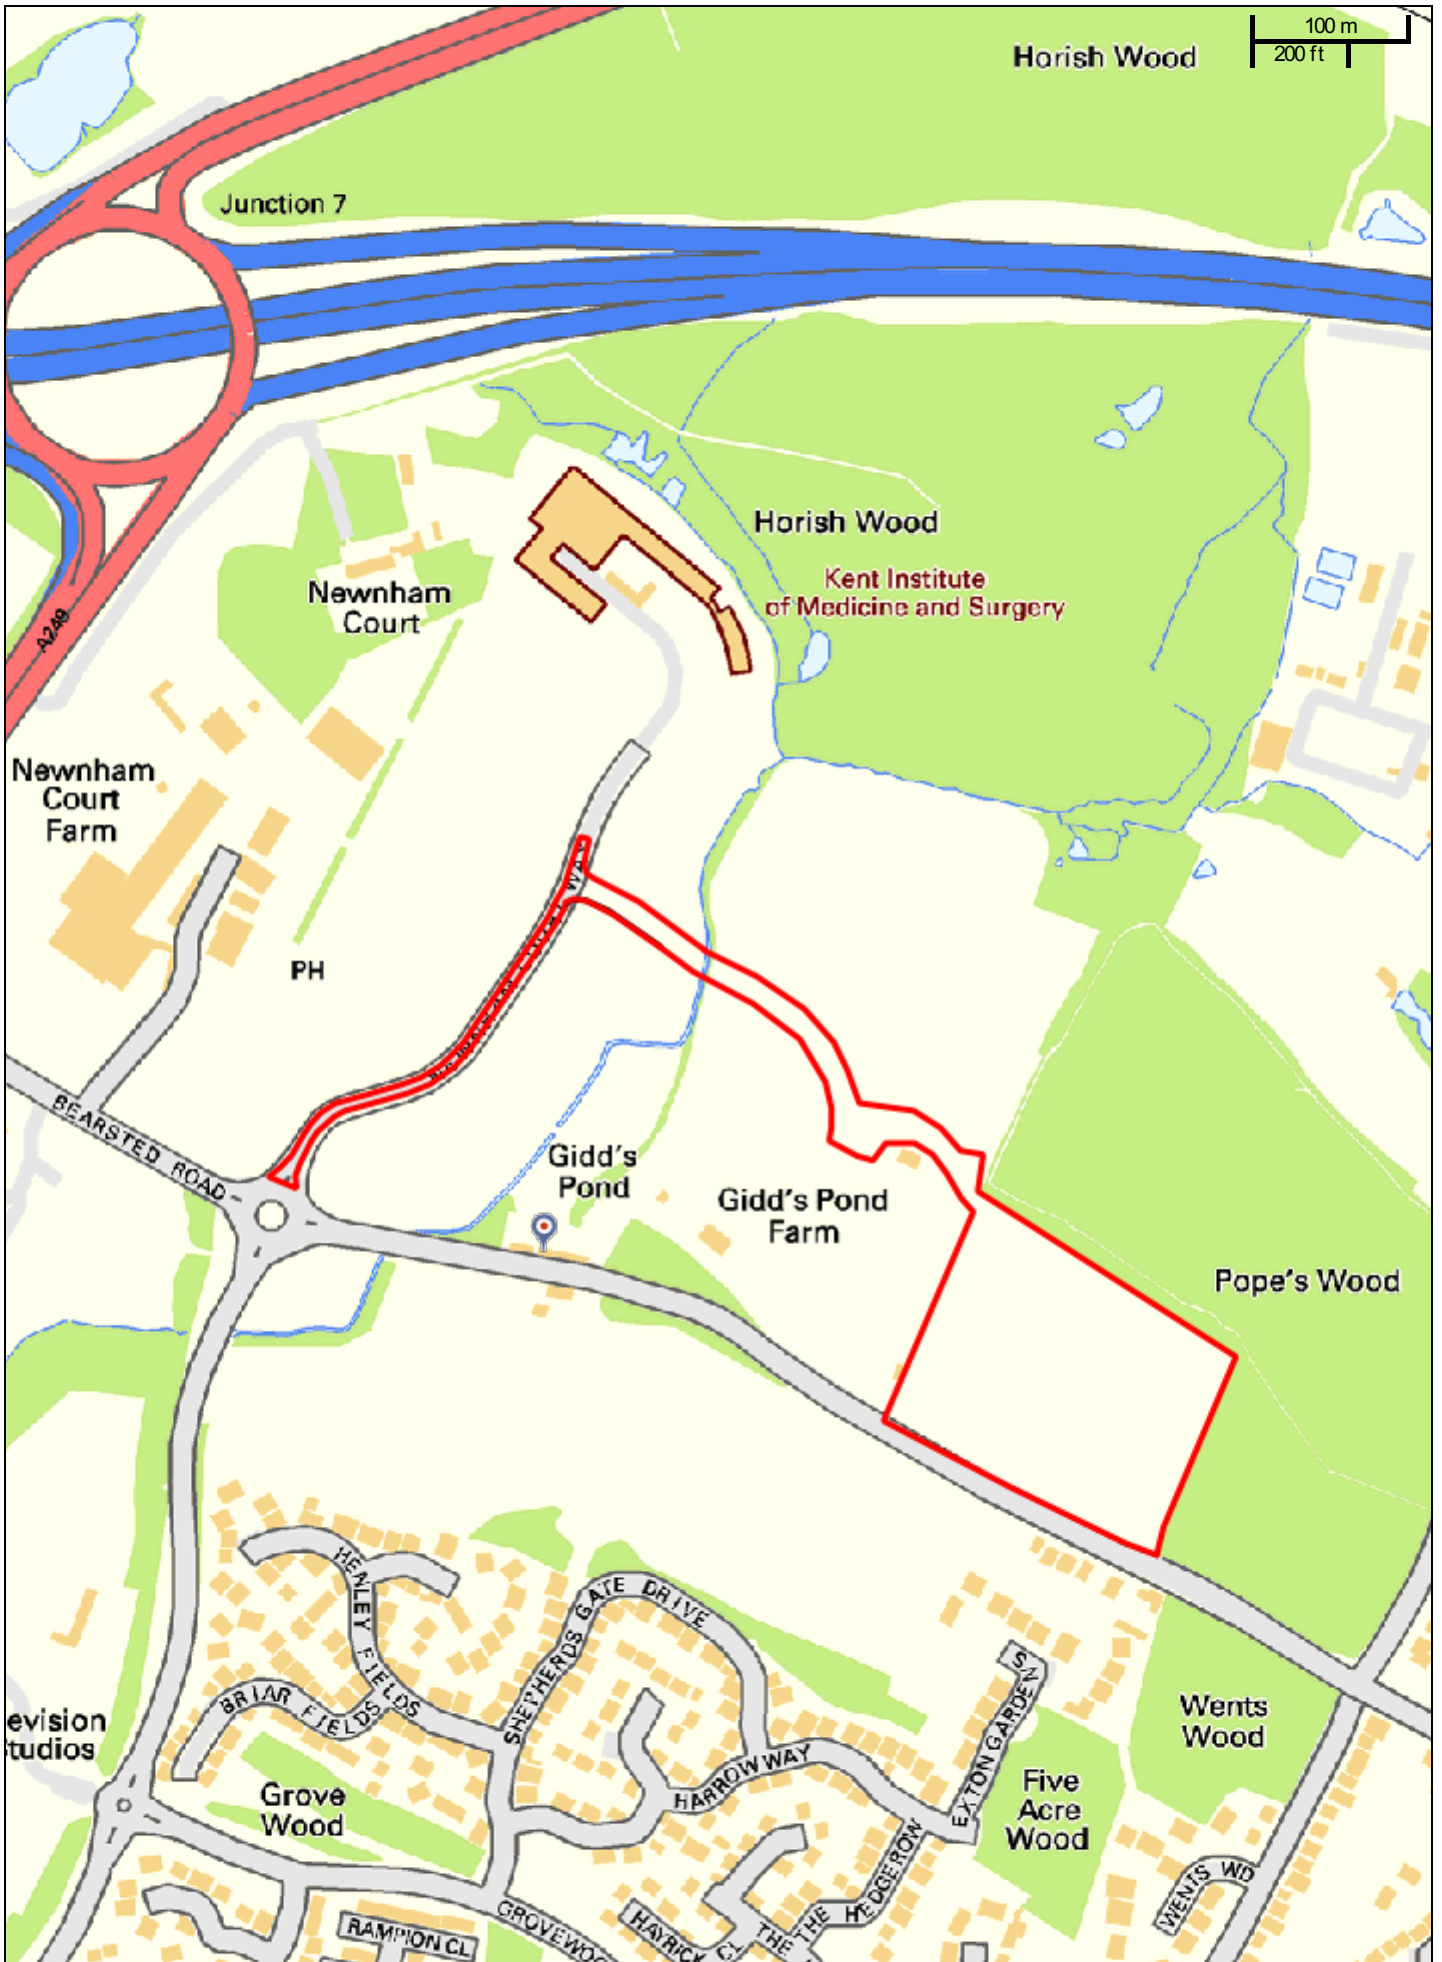 100 m
200 ft
Horish Wood
Junction 7
Horish Wood
Kent Institute
of Medicine and Surgery
Newnham
Court
A249
Newnham
Court
Farm
PH
BEARSTED ROAD
Gidd's
Pond
Gidd's Pond
Farm
Pope's Wood
HENLEY FIELDS
SHEPHERDS GATE DRIVE
BRIAR FIELDS
evision
tudios
Grove
Wood
HARROW WAY
EXTON GARDENS
Wents
Wood
Five
Acre
Wood
WENTS WD
THE HEDGEROW
THE
HAYRICK CL
RAMPION CL
GROVEWOO